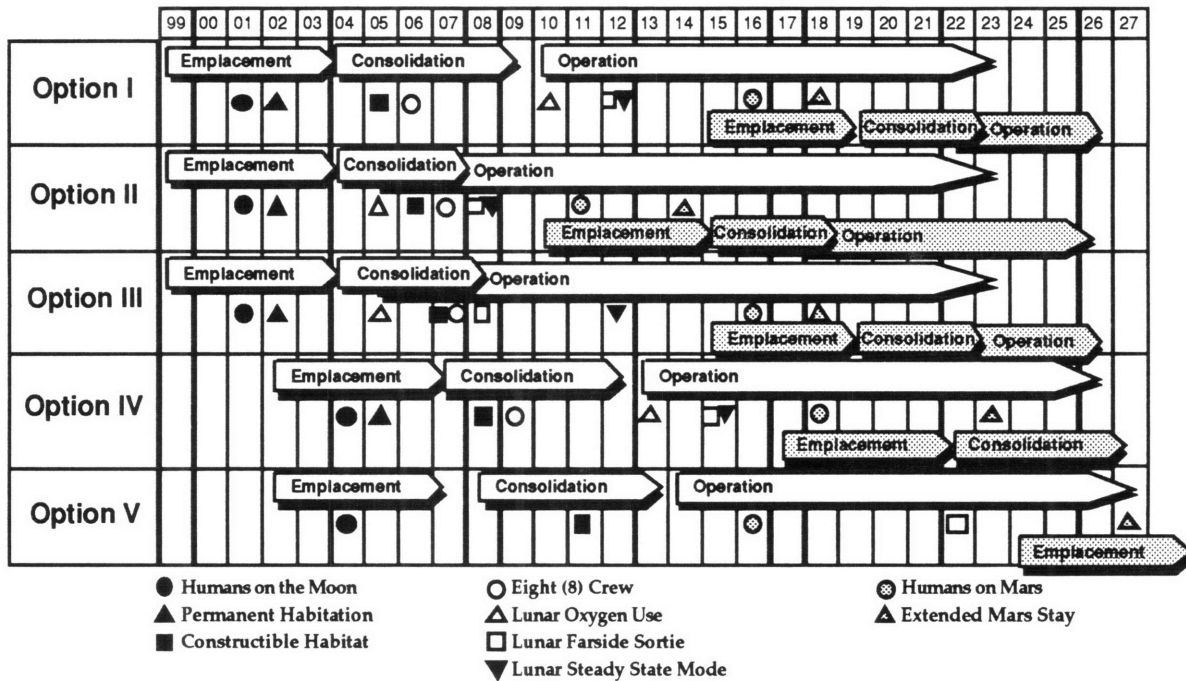 99 00 01 02 03 04 05 06 07 08 09 10 11 12 13 14 15 16 17 18 19 20 21 22 23 24 25 26 27
Option I
Emplacement Consolidation Operation
Emplacement Consolidation Operation
Option II
Emplacement Consolidation Operation
Emplacement Consolidation Operation
Option III
Emplacement Consolidation Operation
Emplacement Consolidation Operation
Option IV
Emplacement Consolidation Operation
Emplacement Consolidation
Option V
Emplacement Consolidation Operation
Emplacement
Humans on the Moon
Permanent Habitation
Constructible Habitat
Eight (8) Crew
Lunar Oxygen Use
Lunar Farside Sortie
Lunar Steady State Mode
Humans on Mars
Extended Mars Stay